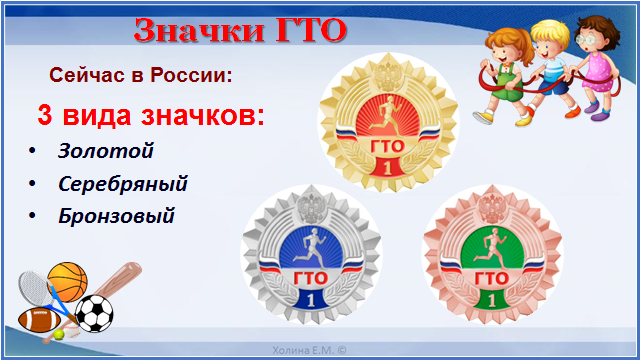 Значки ГТО
Сейчас в России:
3 вида значков:
• Золотой
• Серебряный
• Бронзовый
ГТО
1
ГТО
1
ГТО
1
Холина Е.М. ©